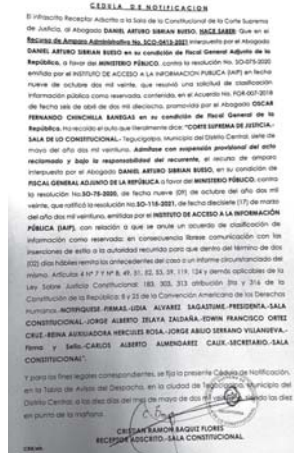 CEDULA DE NOTIFICACION
El infrascrito Receptor Adscrito a la Sala de lo Constitucional de la Corte Suprema
de Justicia, al Abogado DANIEL ARTURO SIBRIAN BUESO, HACE SABER: Que en el
Recurso de Amparo Administrativo No. SCO-0413-2021 interpuesto por el Abogado
DANIEL ARTURO SIBRIAN BUESO en su condición de Fiscal General Adjunto de la
República, a favor del MINISTERIO PÚBLICO, contra la resolución No. SO-075-2020
emitida por el INSTITUTO DE ACCESO A LA INFORMACION PUBLICA (IAIP) en fecha
nueve de octubre del dos mil veinte, que resolvió una solicitud de clasificación
de información pública como reservada, contenida, en el Acuerdo No. FGR-007-2018
de fecha seis de abril de dos mil dieciocho, promovida por el Abogado OSCAR
FERNANDO CHINCHILLA BANEGAS en su condición de Fiscal General de la
República. Ha recaído el auto que literalmente dice: "CORTE SUPREMA DE JUSTICIA.-
SALA DE LO CONSTITUCIONAL.- Tegucigalpa, Municipio del Distrito Central, siete de
mayo del año dos mil veintiuno. Admítase con suspensión provisional del acto
reclamado y bajo la responsabilidad del recurrente, el recurso de amparo
interpuesto por el Abogado DANIEL ARTURO SIBRIAN BUESO, en su condición de
FISCAL GENERAL ADJUNTO DE LA REPÚBLICA a favor del MINISTERIO PÚBLICO, contra
la resolución No. SO-75-2020, de fecha nueve (09) de octubre del año dos mil
veinte, que ratificó la resolución No. SO-118-2021, de fecha diecisiete (17) de marzo
del año dos mil veintiuno, emitidas por el INSTITUTO DE ACCESO A LA INFORMACIÓN
PÚBLICA (IAIP), con relación a que se anule un acuerdo de clasificación de
información como reservada; en consecuencia líbrese comunicación con las
inserciones de estilo a la autoridad recurrida para que dentro del término de dos
(02) días hábiles remita los antecedentes del caso o un informe circunstanciado del
mismo. Artículos 4 Nº 7 Y Nº 8, 49, 51, 52, 53, 59, 119, 124 y demás aplicables de la
Ley Sobre Justicia Constitucional 183, 303, 313 atribución 5ta y 316 de la
Constitución de la República; 8 y 25 de la Convención Americana de los Derechos
Humanos.-NOTIFIQUESE.-FIRMAS.-LIDIA ALVAREZ SAGASTUME.-PRESIDENTA.-SALA
CONSTITUCIONAL.-JORGE ALBERTO ZELAYA ZALDAÑA.-EDWIN FRANCISCO ORTEZ
CRUZ.-REINA AUXILIADORA HERCULES ROSA.-JORGE ABILIO SERRANO VILLANUEVA.-
Firma y Sello.-CARLOS ALBERTO ALMENDAREZ CALIX.-SECRETARIO.-SALA
CONSTITUCIONAL".
Y para los fines legales correspondientes, se fija la presente Cédula de Notificación,
en la Tabla de Avisos del Despacho, en la ciudad de Municipio del
Distrito Central, a los diez días del mes de mayo de dos mil siendo las diez
en punto de la mañana.
CRISTIAN RAMON BAQUIZ FLORES
RECEPTOR ADSCRITO.-SALA CONSTITUCIONAL